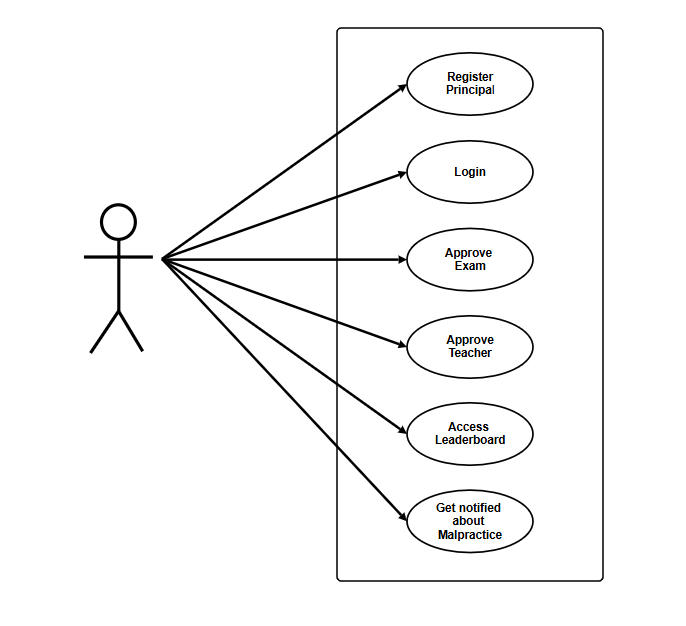 Register
Principal
Login
Approve
Exam
Approve
Teacher
Access
Leaderboard
Get notified
about
Malpractice